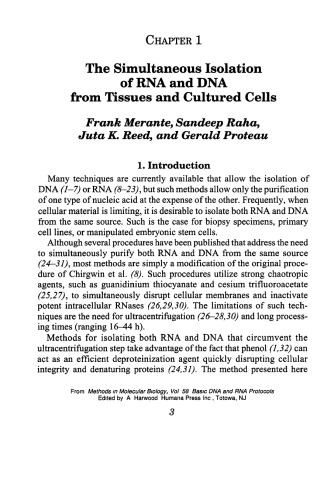 CHAPTER 1
The Simultaneous Isolation
of RNA and DNA
from Tissues and Cultured Cells
Frank Merante, Sandeep Raha,
Juta K. Reed, and Gerald Proteau
1. Introduction
Many techniques are currently available that allow the isolation of
DNA (1–7) or RNA (8–23), but such methods allow only the purification
of one type of nucleic acid at the expense of the other. Frequently, when
cellular material is limiting, it is desirable to isolate both RNA and DNA
from the same source. Such is the case for biopsy specimens, primary
cell lines, or manipulated embryonic stem cells.
Although several procedures have been published that address the need
to simultaneously purify both RNA and DNA from the same source
(24–31), most methods are simply a modification of the original proce-
dure of Chirgwin et al. (8). Such procedures utilize strong chaotropic
agents, such as guanidinium thiocyanate and cesium trifluoroacetate
(25,27), to simultaneously disrupt cellular membranes and inactivate
potent intracellular RNases (26,29,30). The limitations of such tech-
niques are the need for ultracentrifugation (26–28,30) and long process-
ing times (ranging 16–44 h).
Methods for isolating both RNA and DNA that circumvent the
ultracentrifugation step take advantage of the fact that phenol (1,32) can
act as an efficient deproteinization agent quickly disrupting cellular
integrity and denaturing proteins (24,31). The method presented here
From Methods in Molecular Biology, Vol 58 Basic DNA and RNA Protocols
Edited by A Harwood Humana Press Inc , Totowa, NJ
3